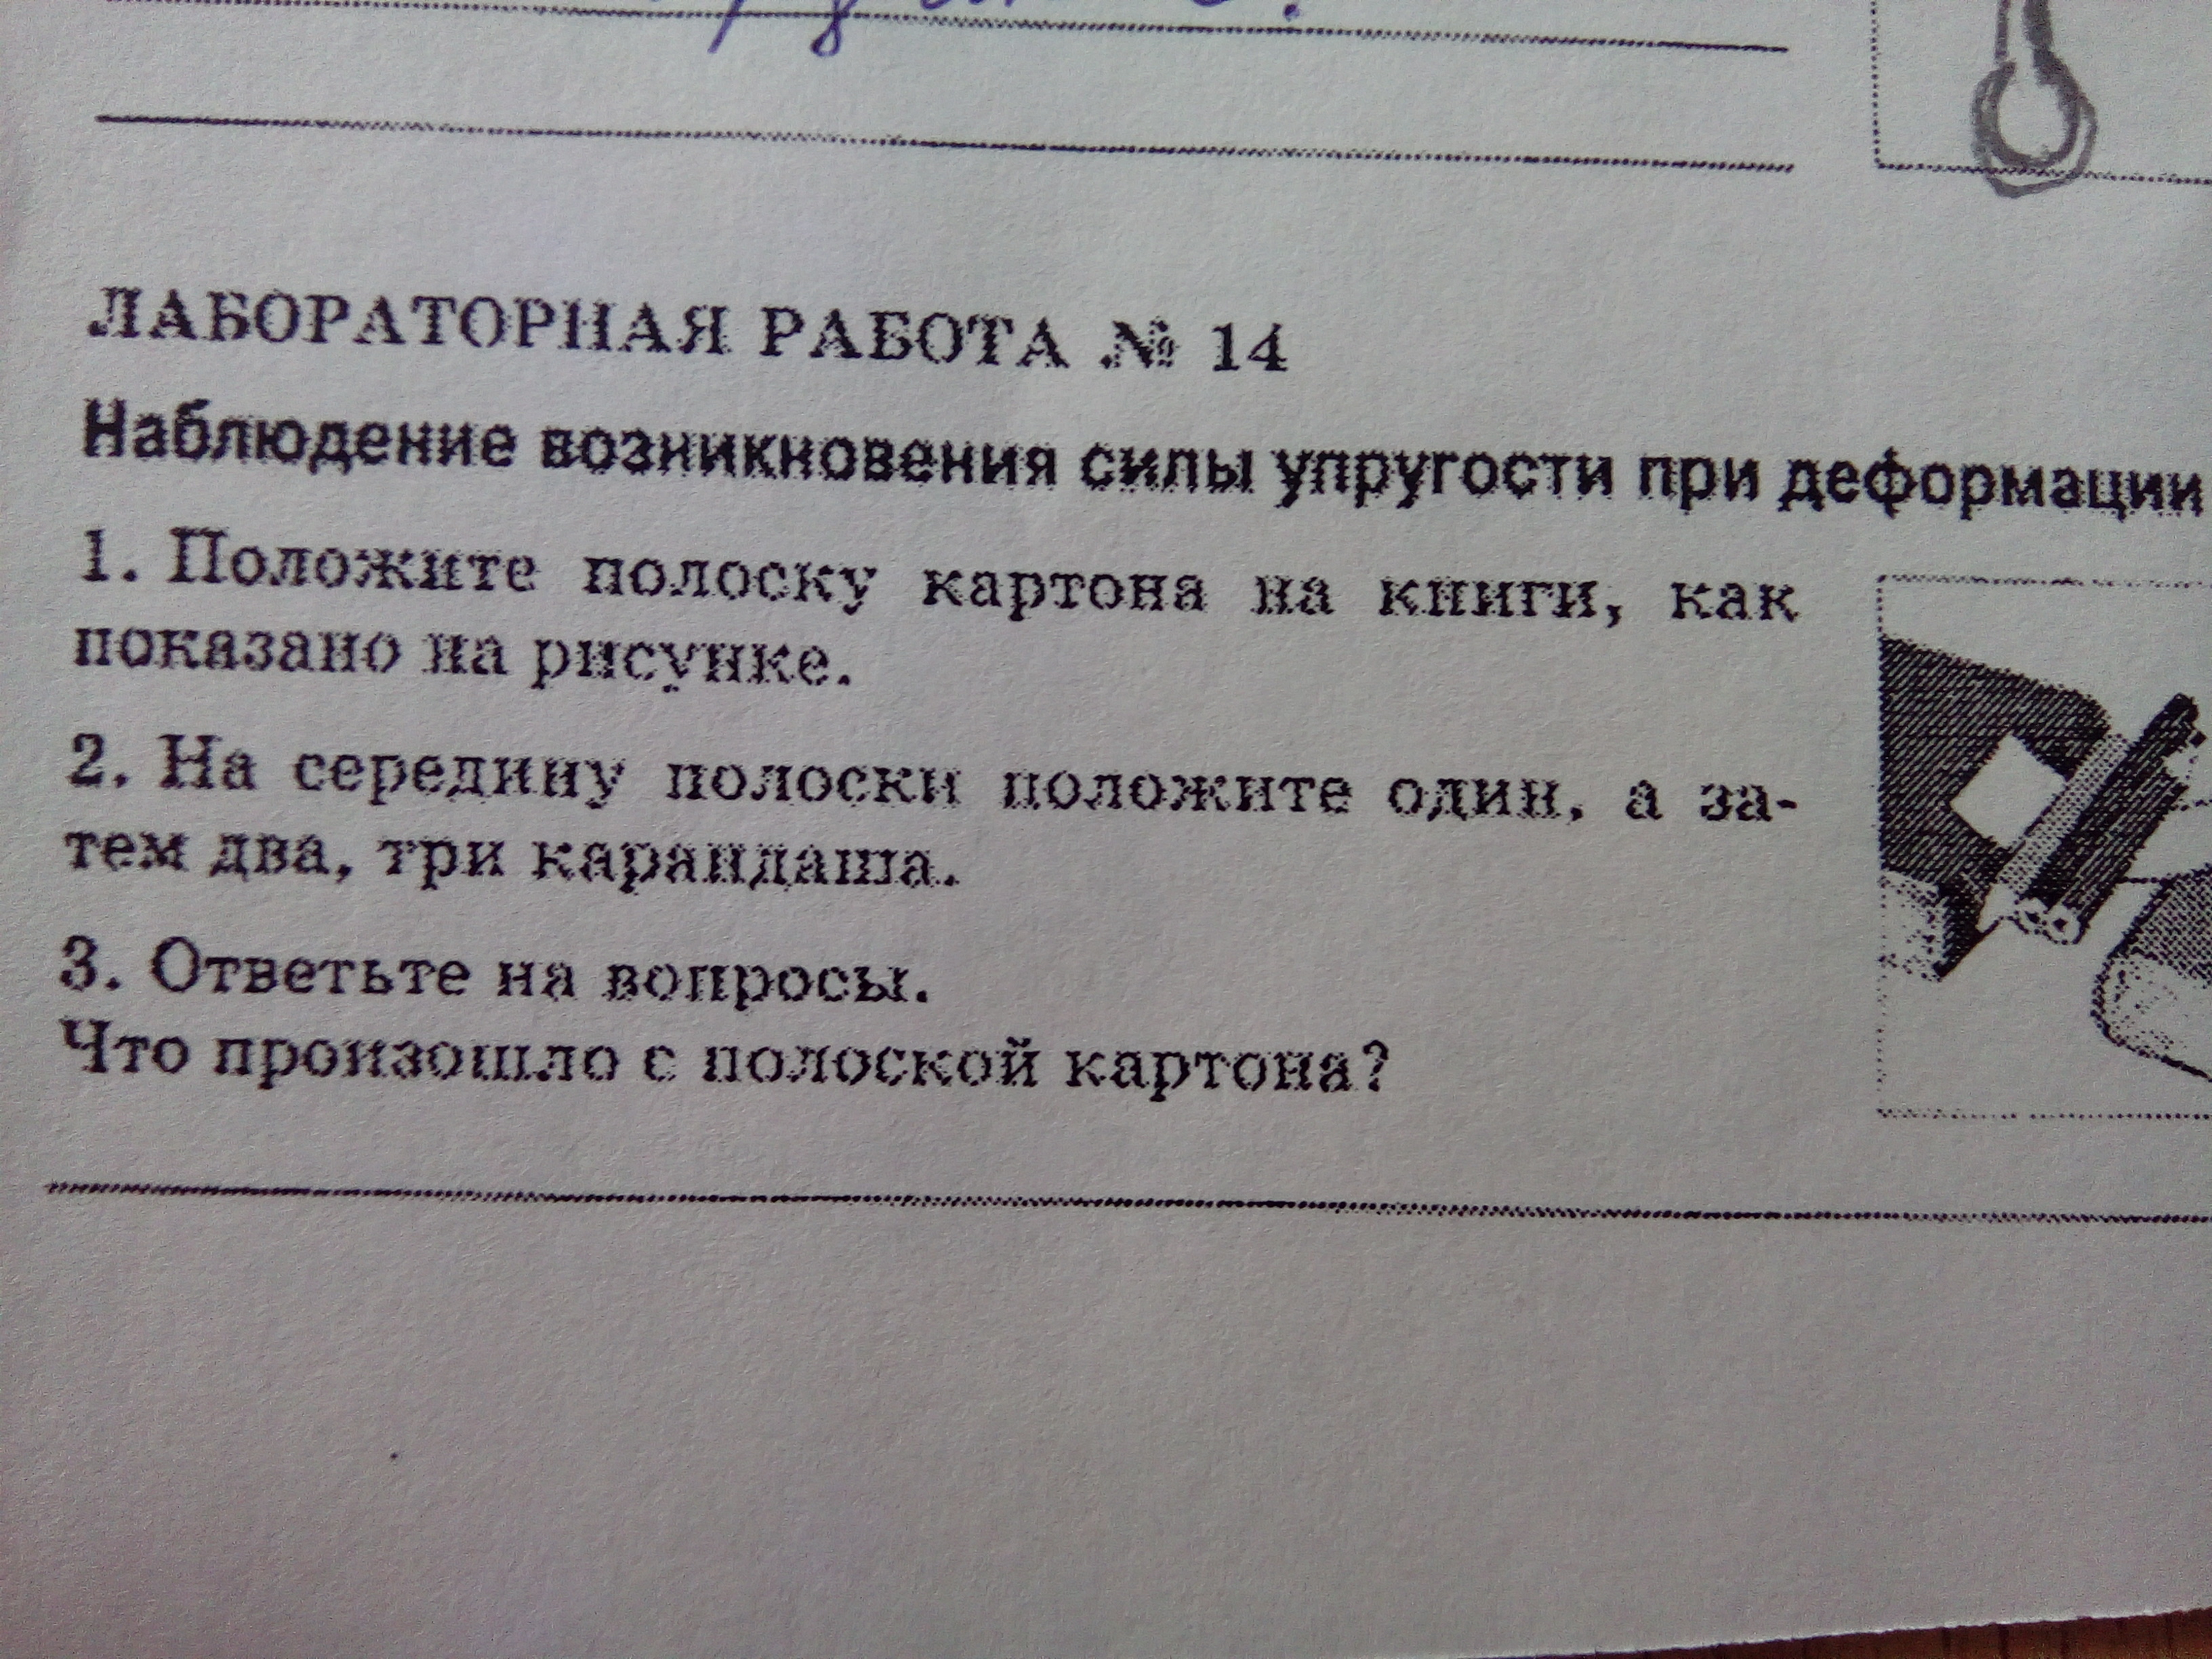 ЛАБОРАТОРНАЯ РАБОТА № 14
Наблюдение возникновения силы упругости при деформации
1. Положите полоску картона на книги, как
показано на рисунке.
2. На середину полоски положите один, а за-
тем два, три карандаша.
3. Ответьте на вопросы.
Что произошло с полоской картона?